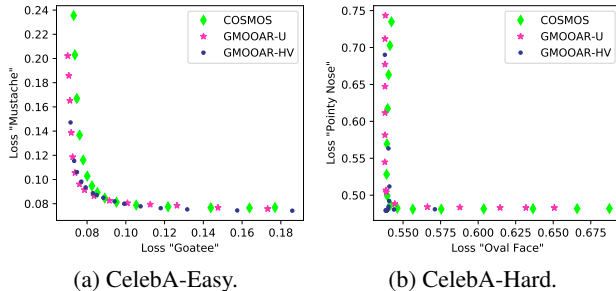 0.24
0.22
0.20
0.18
0.16
0.14
0.12
0.10
0.08
Loss "Mustache"
COSMOS
GMOOAR-U
GMOOAR-HV
0.08 0.10 0.12 0.14 0.16 0.18
Loss "Goatee"
(a) CelebA-Easy.
0.75
0.70
0.65
0.60
0.55
0.50
Loss "Pointy Nose"
COSMOS
GMOOAR-U
GMOOAR-HV
0.550 0.575 0.600 0.625 0.650 0.675
Loss "Oval Face"
(b) CelebA-Hard.